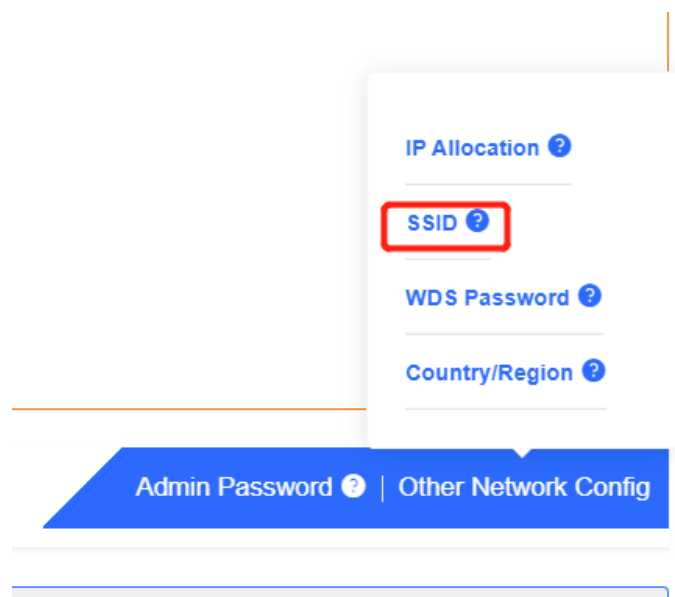 IP Allocation ?
SSID ?
WDS Password ?
Country/Region ?
Admin Password ? | Other Network Config